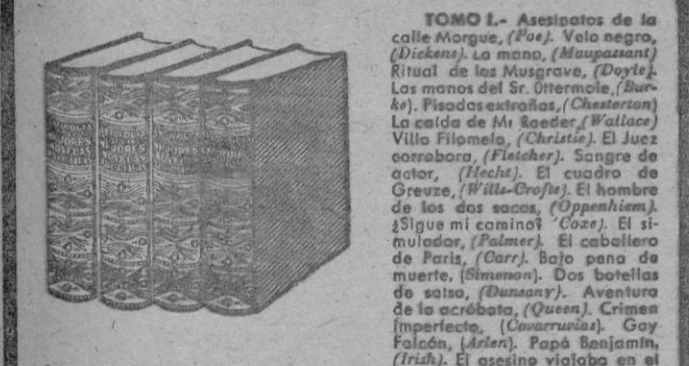 TOMO I.- Asesinatos de la
calle Morgue, (Poe). Velo negro,
(Dickens). La mano, (Maupassant)
Ritual de los Musgrave, (Doyle).
Las manos del Sr. Ottermole, (Bur-
ke). Pisadas extrañas, (Chesterton)
La caída de Mr Reeder, (Wallace)
Villa Filomela, (Christie). El Juez
corrobora, (Fletcher). Sangre de
actor, (Hecht). El cuadro de
Greuze, (Wills-Crofts). El hombre
de los dos sacos, (Oppenhiem).
¿Sigue mi camino? (Coxe). El si-
mulador, (Palmer). El caballero
de Paris, (Carr). Bajo pena de
muerte, (Simenon). Dos botellas
de salsa, (Dunsany). Aventura
de la acróbata, (Queen). Crimen
imperfecto, (Covarruvias). Gay
Falcón, (Arlen). Papá Benjamín,
(Irish). El asesino viajaba en el
MEJORES
NOVELAS